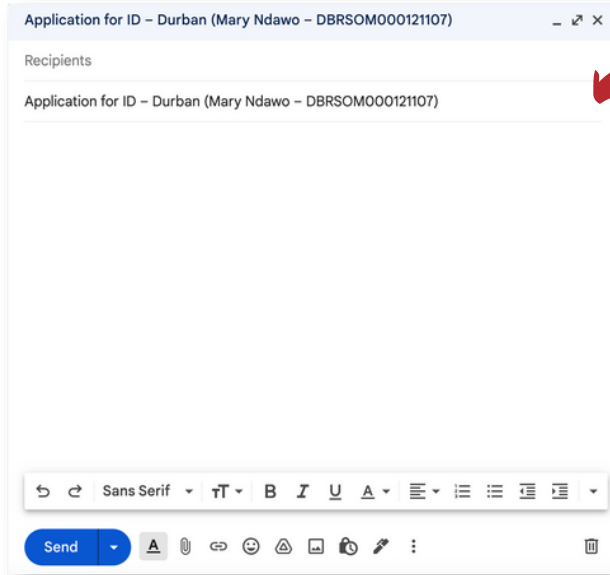 Application for ID – Durban (Mary Ndawo – DBRSOM000121107)
Recipients
Application for ID – Durban (Mary Ndawo – DBRSOM000121107)
Sans Serif
Send